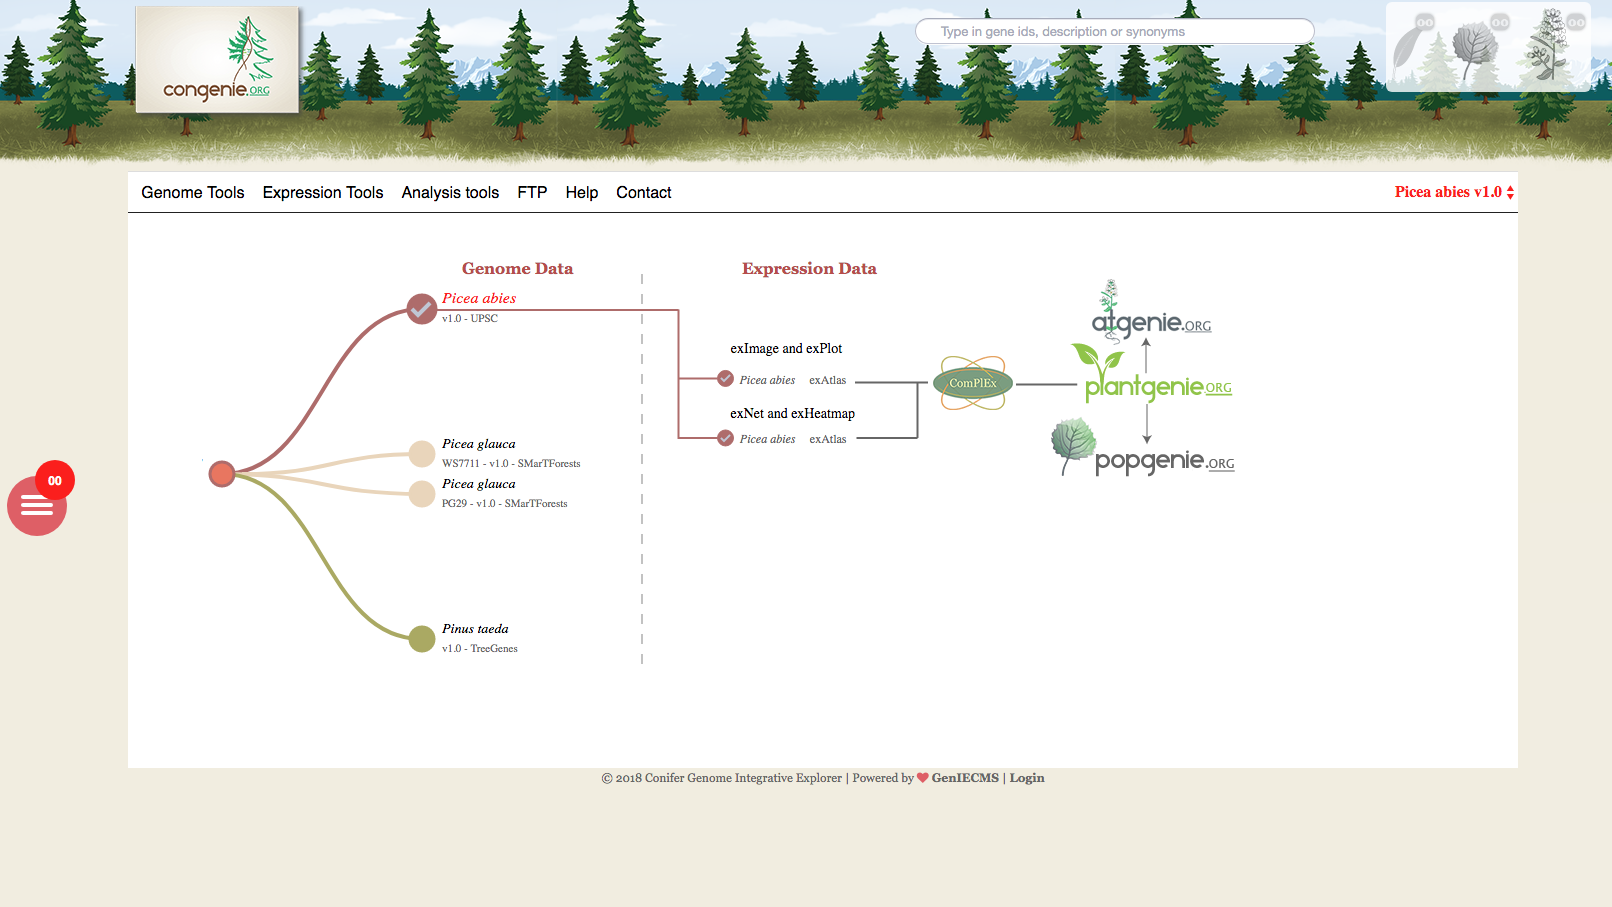 congenie.ORG
Type in gene ids, description or synonyms
00 00 00
Genome Tools Expression Tools Analysis tools FTP Help Contact
Picea abies v1.0
Genome Data
Expression Data
Picea abies
v1.0 - UPSC
exImage and exPlot
Picea abies exAtlas
exNet and exHeatmap
Picea abies exAtlas
ComPlEx
atgenie.ORG
plantgenie.ORG
popgenie.ORG
Picea glauca
WS7711 - v1.0 - SMarTForests
Picea glauca
PG29 - v1.0 - SMarTForests
00
Pinus taeda
v1.0 - TreeGenes
© 2018 Conifer Genome Integrative Explorer | Powered by ❤ GenIECMS | Login